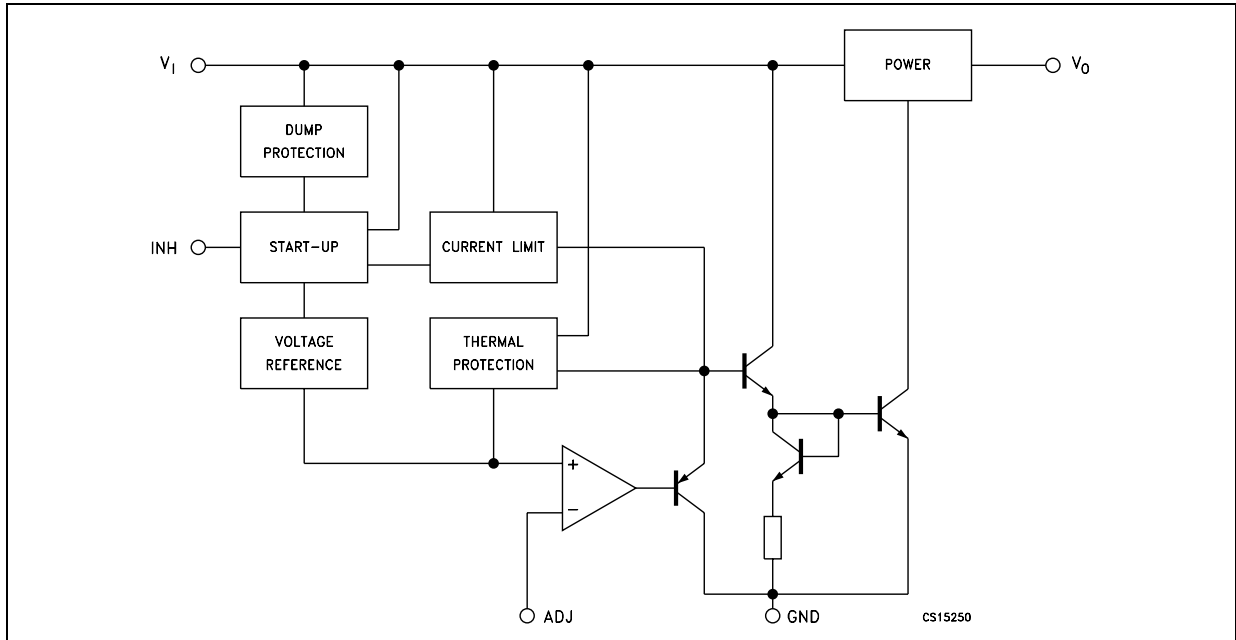 V_I
POWER
V_O
DUMP
PROTECTION
INH
START-UP
CURRENT LIMIT
VOLTAGE
REFERENCE
THERMAL
PROTECTION
+
−
ADJ
GND
CS15250